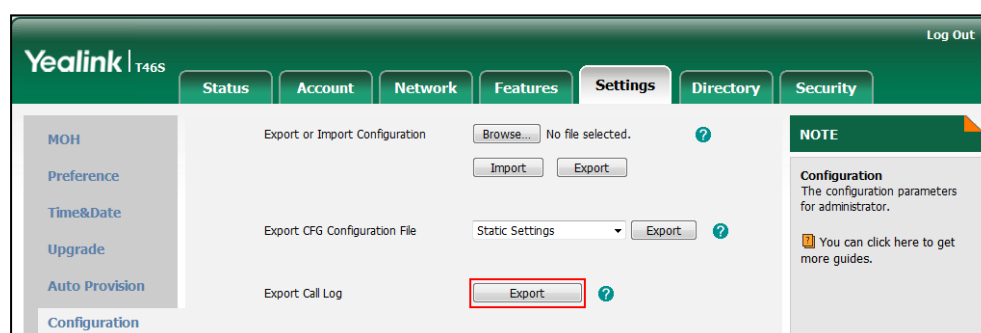 Log Out
Yealink | T46S
Status Account Network Features Settings Directory Security
MOH
Preference
Time&Date
Upgrade
Auto Provision
Configuration
Export or Import Configuration Browse... No file selected. ?
Import Export
Export CFG Configuration File Static Settings Export ?
Export Call Log Export ?
NOTE
Configuration
The configuration parameters
for administrator.
? You can click here to get
more guides.